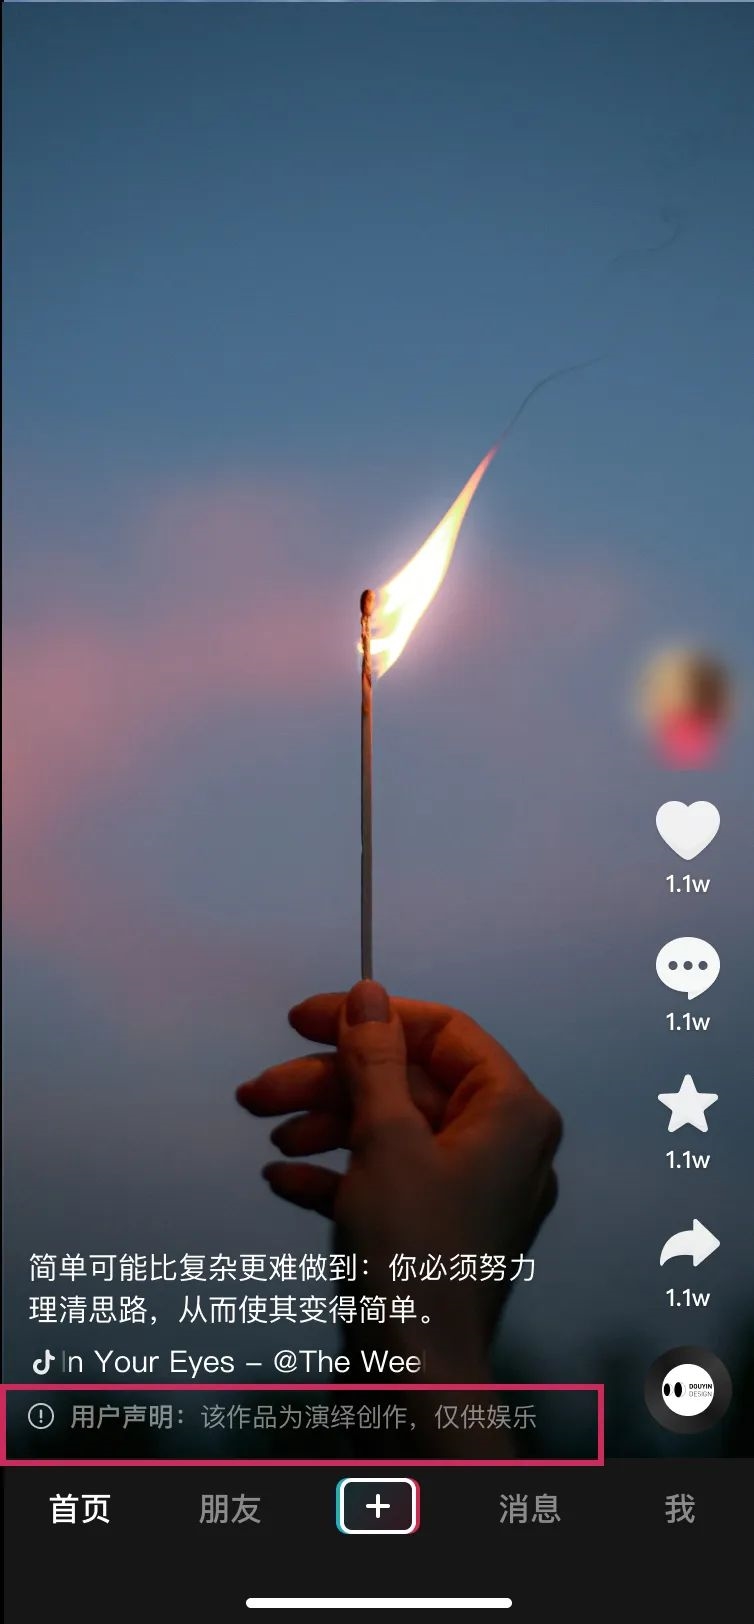 1.1w
1.1w
1.1w
1.1w
简单可能比复杂更难做到：你必须努力
理清思路，从而使其变得简单。
In Your Eyes – @The Wee
DOUYIN
DESIGN
用户声明：该作品为演绎创作，仅供娱乐
首页 朋友 消息 我